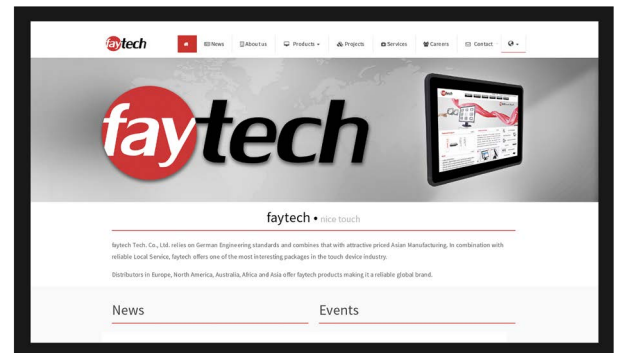 faytech
News
About us
Products
Projects
Services
Careers
Contact
faytech
faytech • nice touch
faytech Tech. Co., Ltd. relies on German Engineering standards and combines that with attractive priced Asian Manufacturing. In combination with
reliable Local Service, faytech offers one of the most interesting packages in the touch device industry.
Distributors in Europe, North America, Australia, Africa and Asia offer faytech products making it a reliable global brand.
News
Events